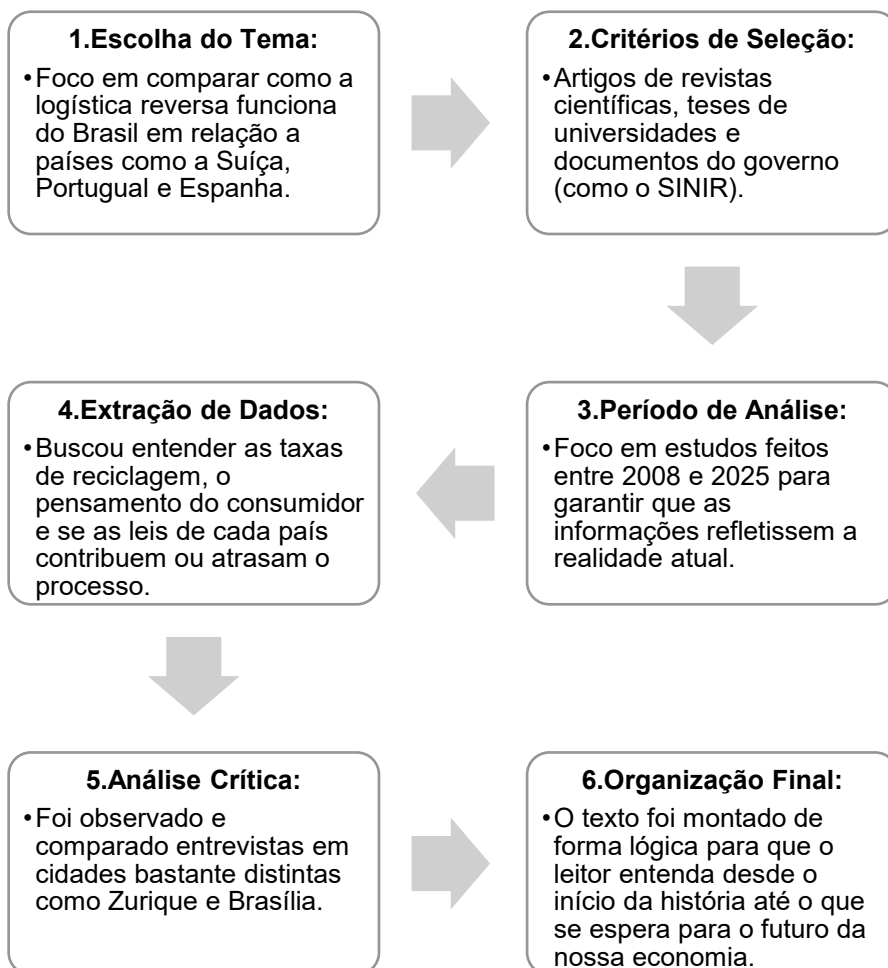 1.Escolha do Tema:
•Foco em comparar como a
logística reversa funciona
do Brasil em relação a
países como a Suíça,
Portugual e Espanha.
2.Critérios de Seleção:
•Artigos de revistas
científicas, teses de
universidades e
documentos do governo
(como o SINIR).
3.Período de Análise:
•Foco em estudos feitos
entre 2008 e 2025 para
garantir que as
informações refletissem a
realidade atual.
4.Extração de Dados:
•Buscou entender as taxas
de reciclagem, o
pensamento do consumidor
e se as leis de cada país
contribuem ou atrasam o
processo.
5.Análise Crítica:
•Foi observado e
comparado entrevistas em
cidades bastante distintas
como Zurique e Brasília.
6.Organização Final:
•O texto foi montado de
forma lógica para que o
leitor entenda desde o
início da história até o que
se espera para o futuro da
nossa economia.